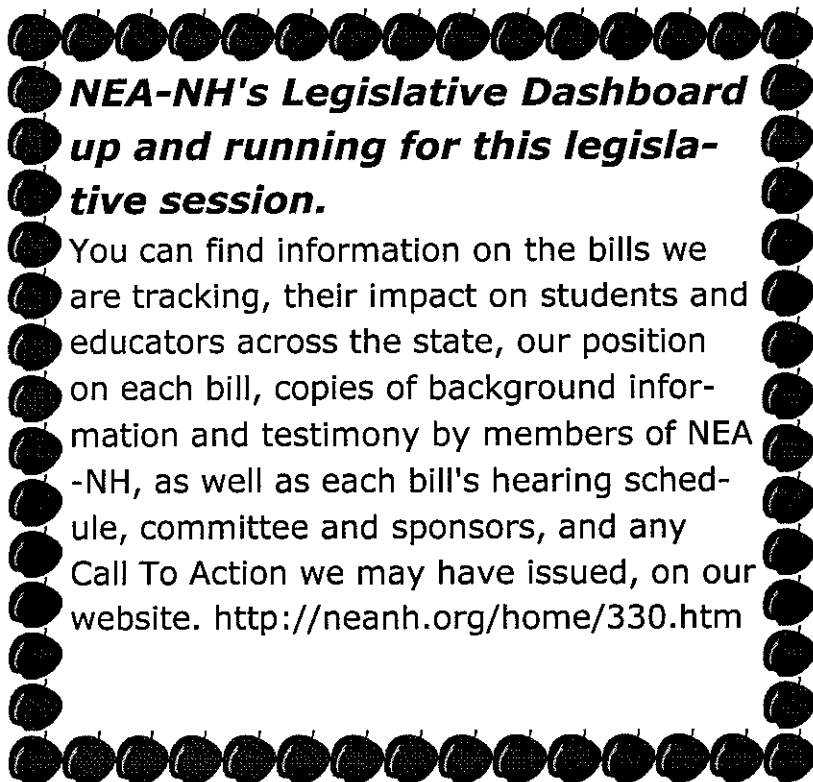 NEA-NH's Legislative Dashboard
up and running for this legisla-
tive session.
You can find information on the bills we
are tracking, their impact on students and
educators across the state, our position
on each bill, copies of background infor-
mation and testimony by members of NEA
-NH, as well as each bill's hearing sched-
ule, committee and sponsors, and any
Call To Action we may have issued, on our
website. http://neanh.org/home/330.htm